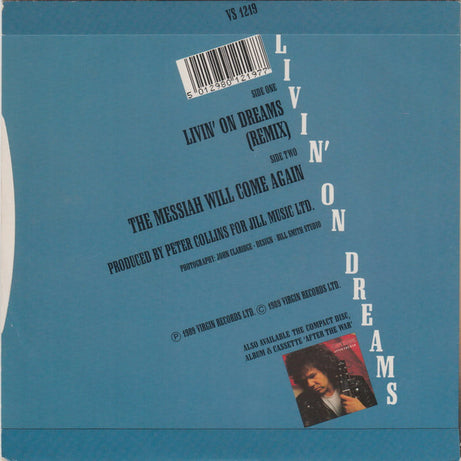 VS 1219
5 012980 121977
SIDE ONE
LIVIN' ON DREAMS
(REMIX)
SIDE TWO
THE MESSIAH WILL COME AGAIN
PRODUCED BY PETER COLLINS FOR JILL MUSIC LTD.
PHOTOGRAPHY: JOHN CLARIDGE · DESIGN · BILL SMITH STUDIO
Ⓟ 1989 VIRGIN RECORDS LTD. © 1989 VIRGIN RECORDS LTD.
ALSO AVAILABLE THE COMPACT DISC,
ALBUM & CASSETTE 'AFTER THE WAR'
LIVIN' ON DREAMS